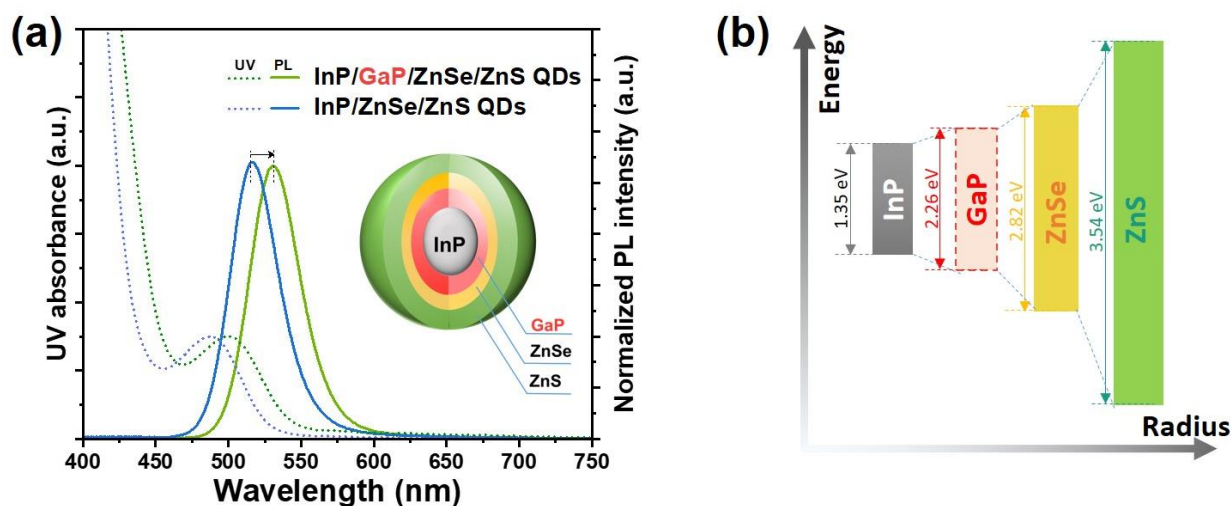 (a)
UV PL
InP/GaP/ZnSe/ZnS QDs
InP/ZnSe/ZnS QDs
UV absorbance (a.u.)
Normalized PL intensity (a.u.)
InP
GaP
ZnSe
ZnS
400 450 500 550 600 650 700 750
Wavelength (nm)
(b)
Energy
1.35 eV
InP
2.26 eV
GaP
2.82 eV
ZnSe
3.54 eV
ZnS
Radius